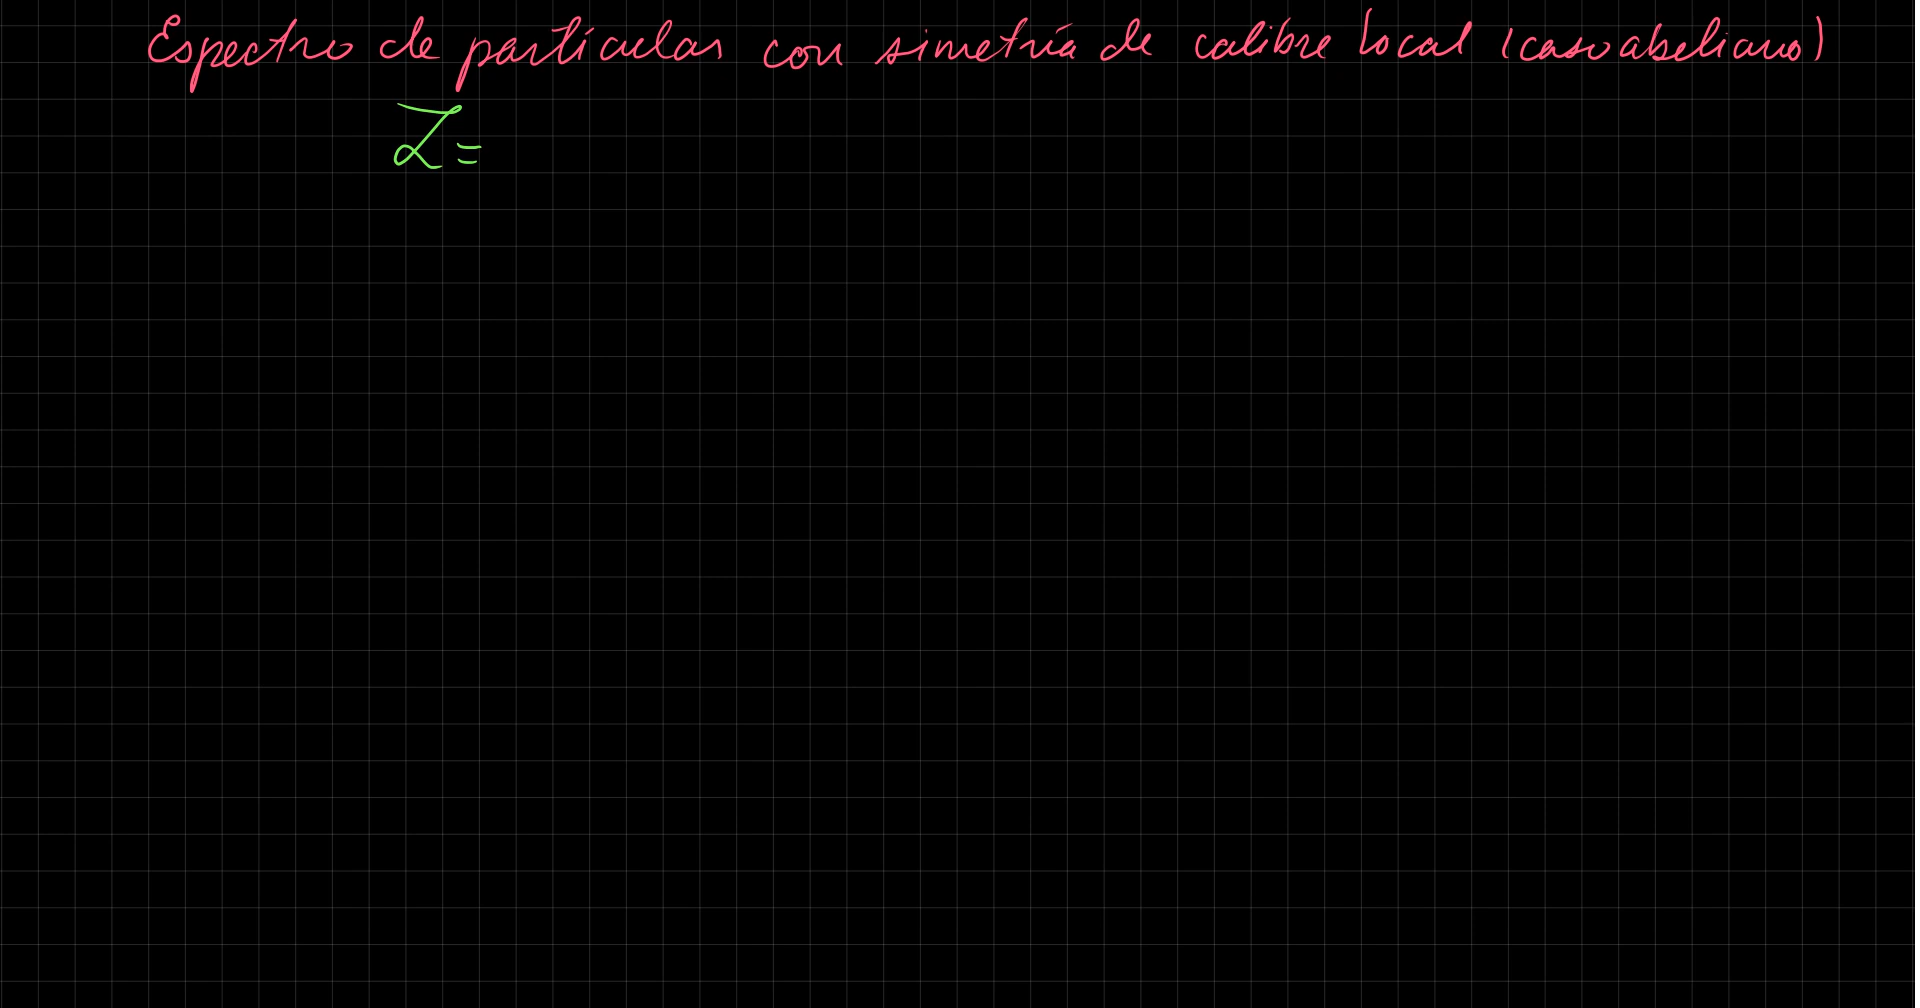 Espectro de partículas con simetría de calibre local (caso abeliano)
ℒ=